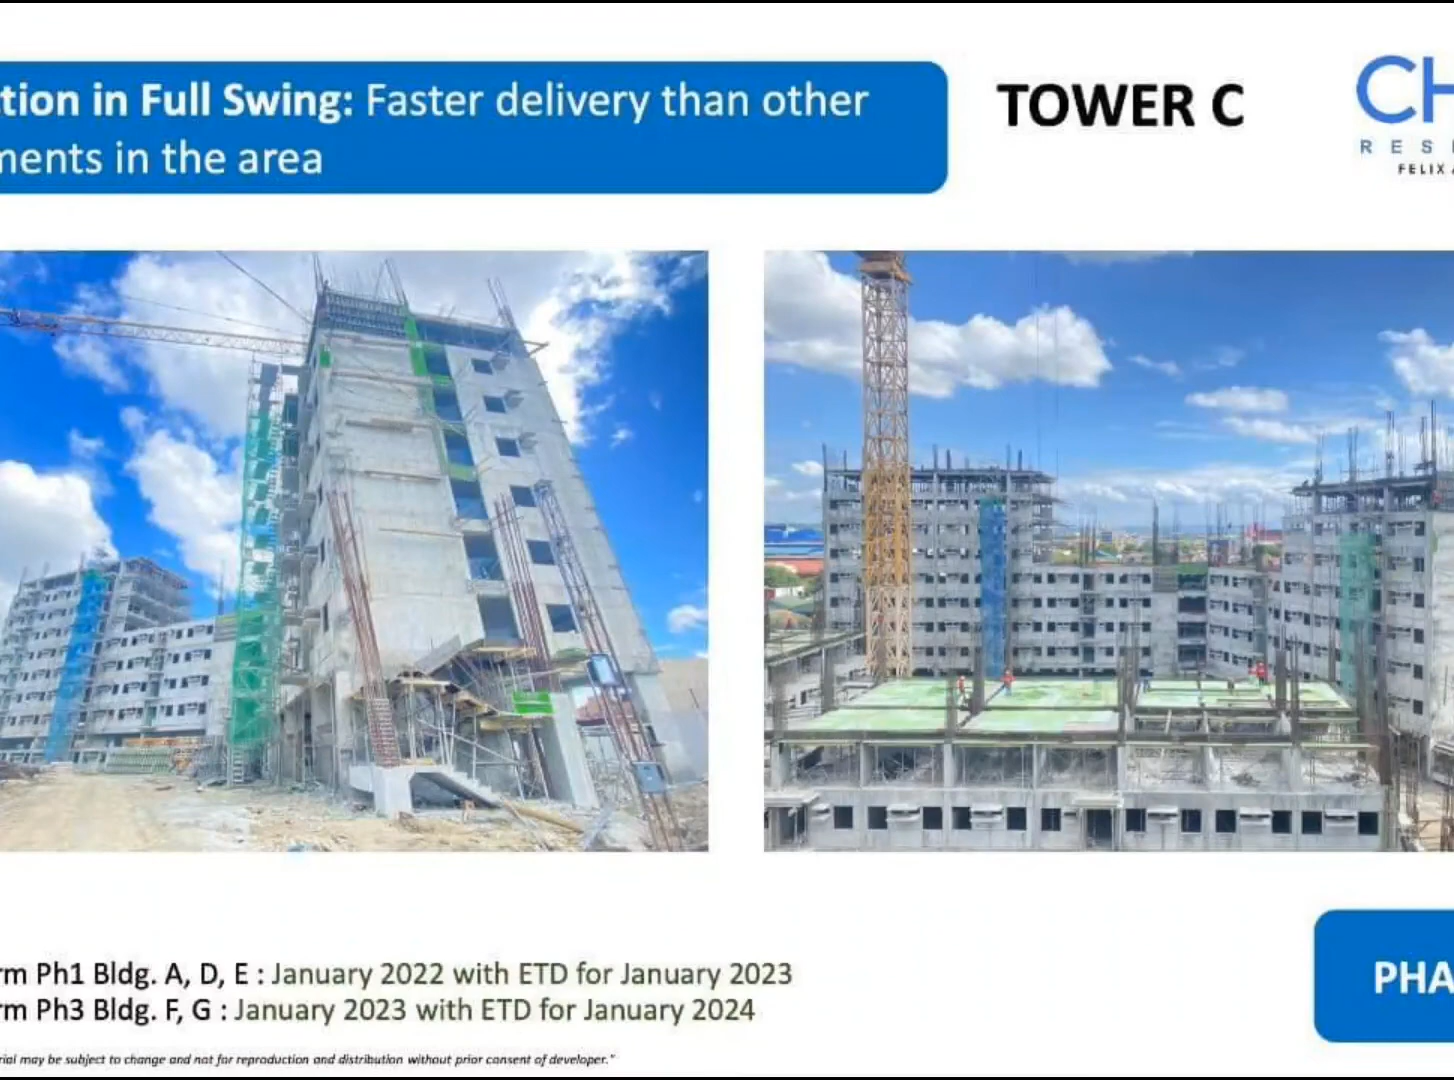 tion in Full Swing: Faster delivery than other
ments in the area
TOWER C
CH
RES
FELIX
rm Ph1 Bldg. A, D, E : January 2022 with ETD for January 2023
rm Ph3 Bldg. F, G : January 2023 with ETD for January 2024
PHA
rial may be subject to change and not for reproduction and distribution without prior consent of developer."